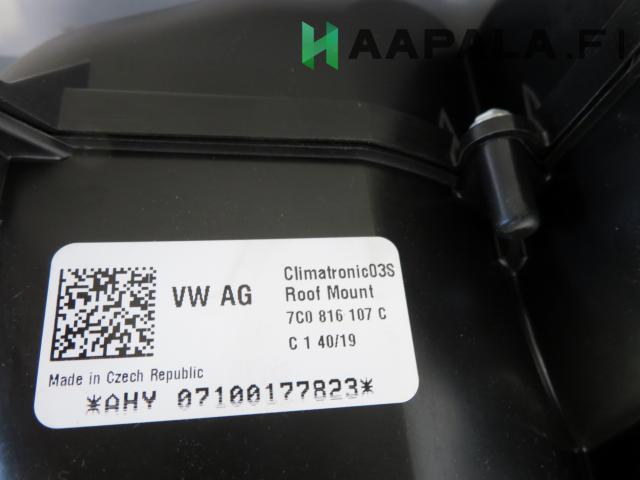 HAAPALA.FI
VW AG
Climatronic03S
Roof Mount
7C0 816 107 C
C 1 40/19
Made in Czech Republic
*AHY 07100177823*